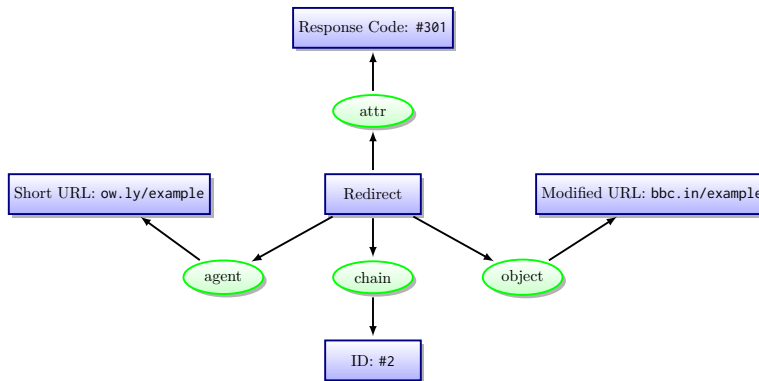 Response Code: #301
attr
Short URL: ow.ly/example
Redirect
Modified URL: bbc.in/example
agent
chain
object
ID: #2